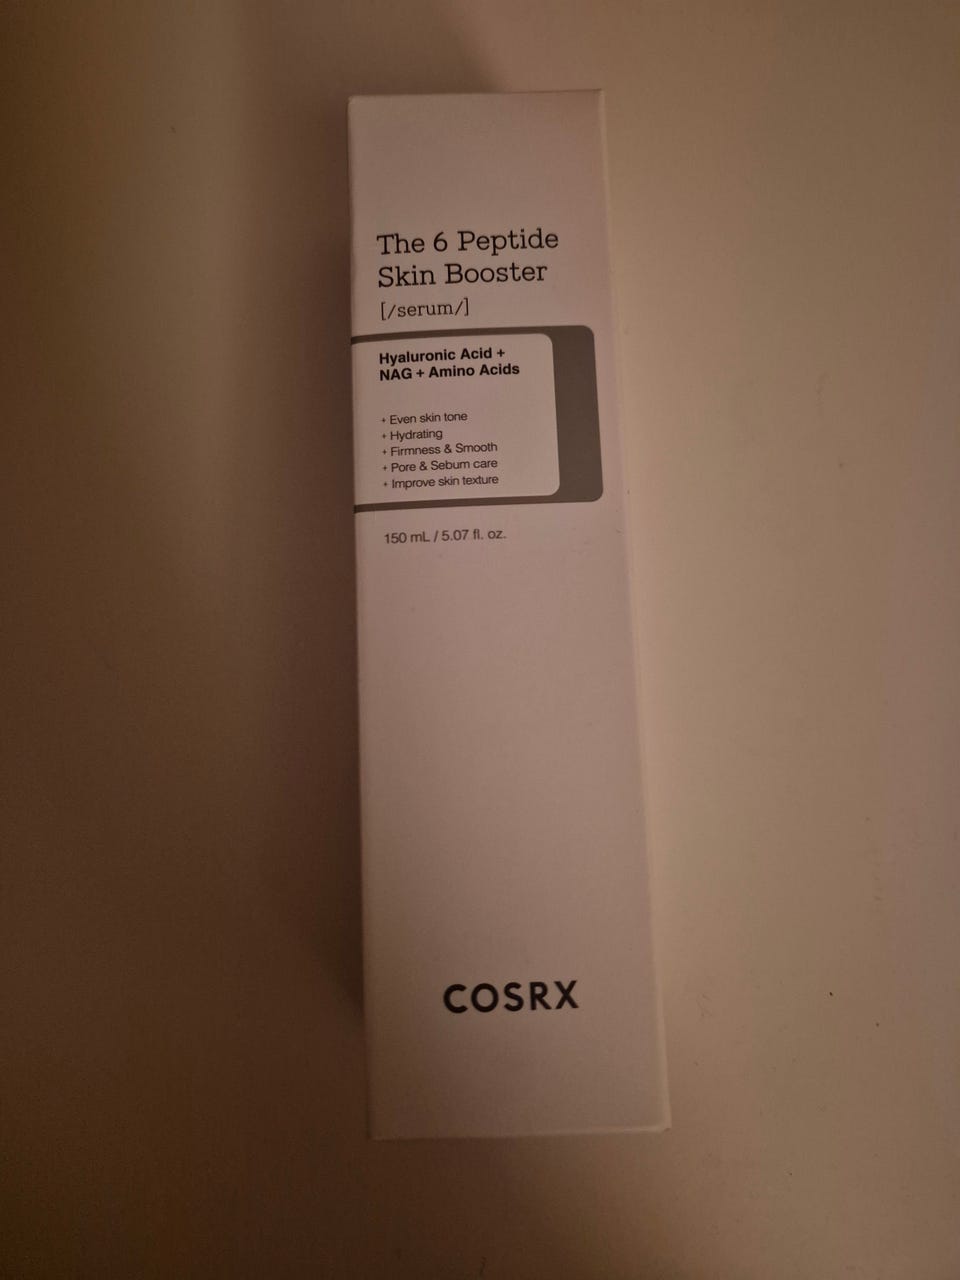 The 6 Peptide
Skin Booster
[/serum/]
Hyaluronic Acid +
NAG + Amino Acids
+ Even skin tone
+ Hydrating
+ Firmness & Smooth
+ Pore & Sebum care
+ Improve skin texture
150 mL / 5.07 fl. oz.
COSRX